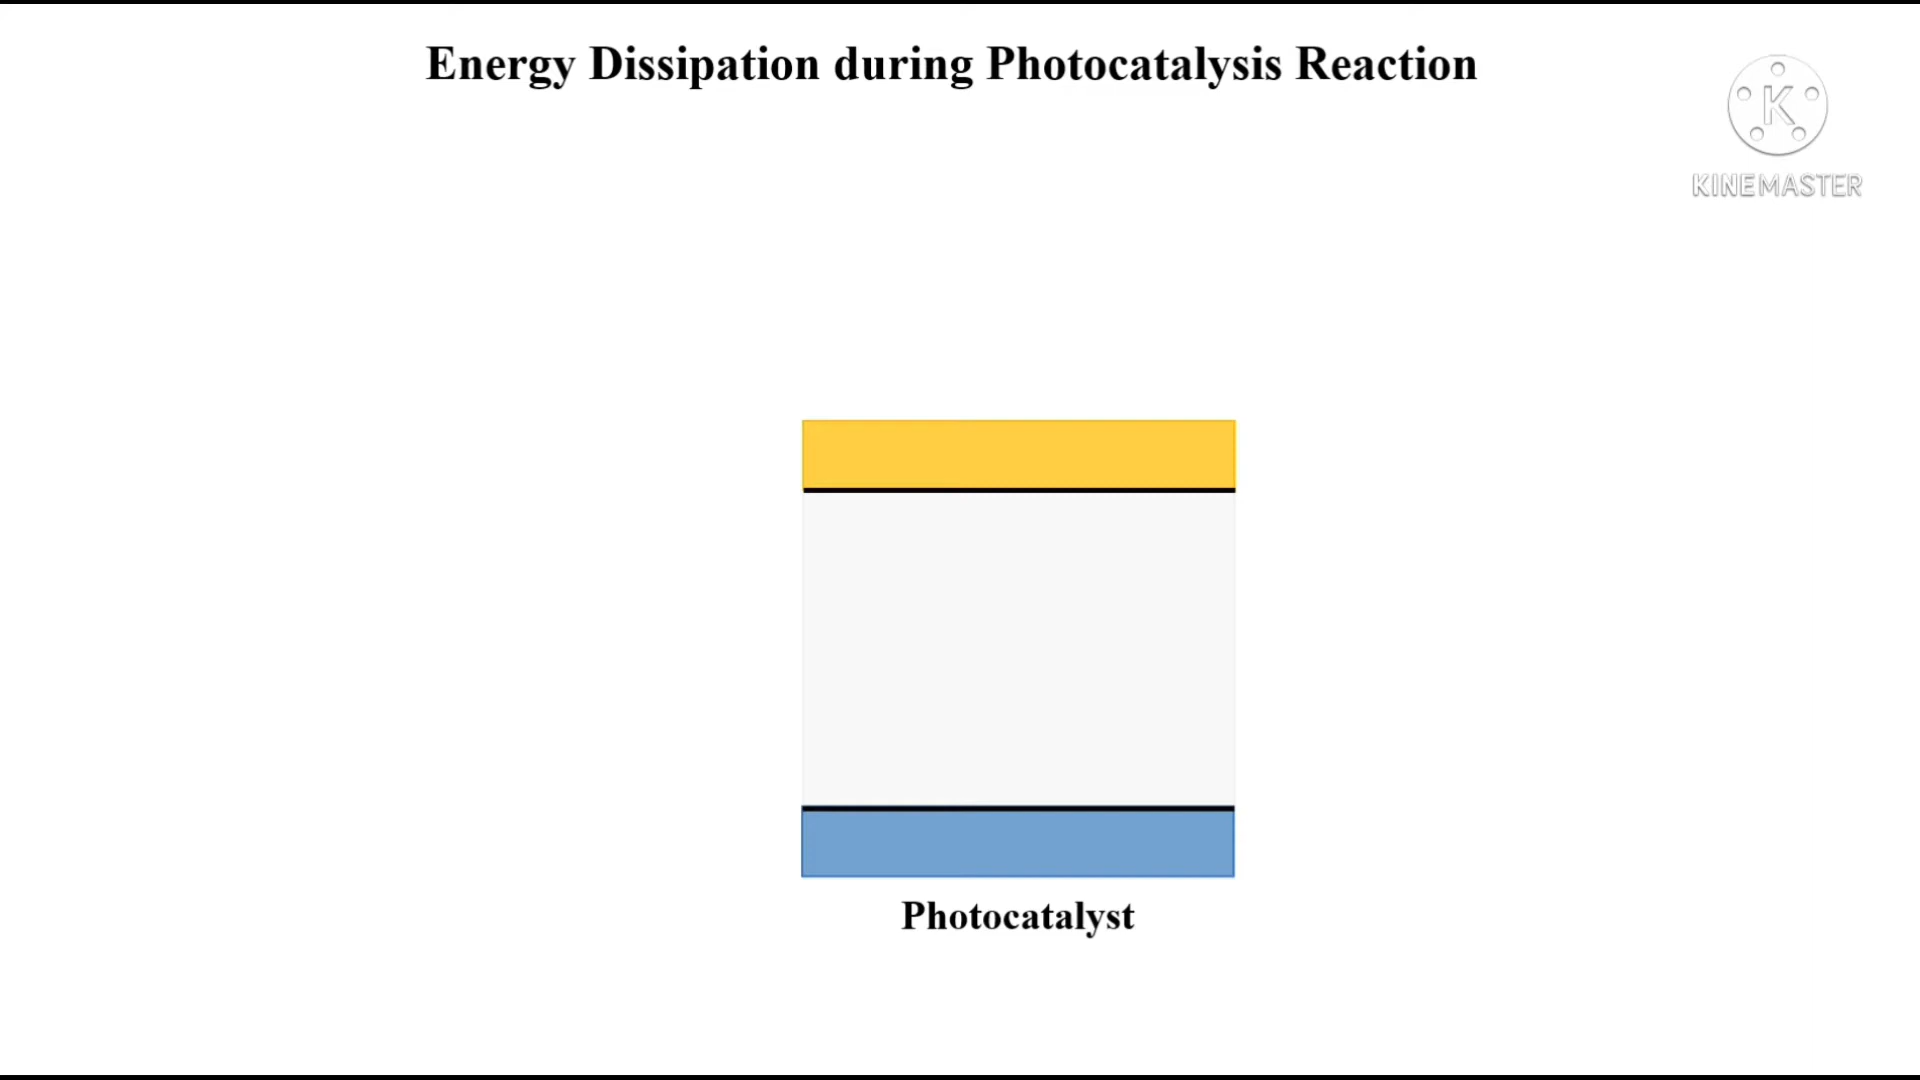 Energy Dissipation during Photocatalysis Reaction
K
KINEMASTER
Photocatalyst